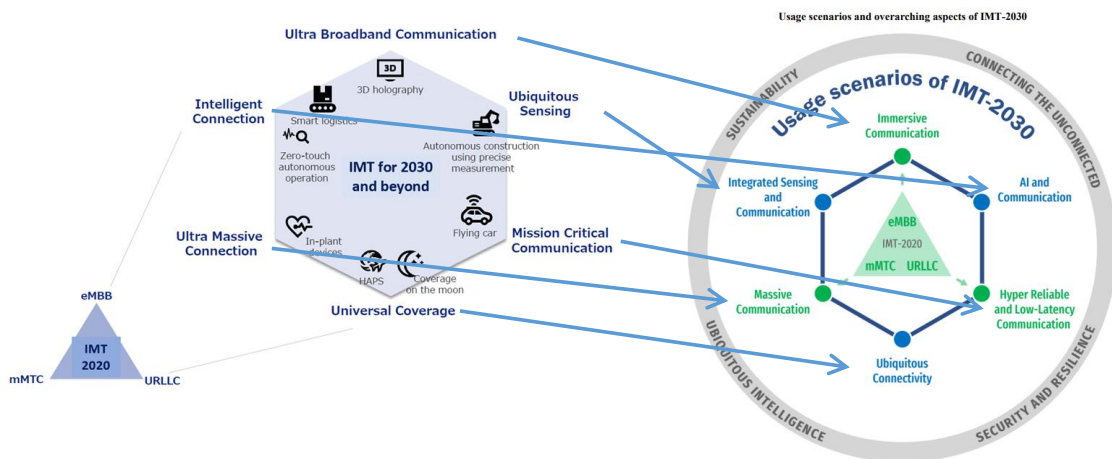 Usage scenarios and overarching aspects of IMT-2030
Ultra Broadband Communication
3D
3D holography
Intelligent
Connection
Smart logistics
Ubiquitous
Sensing
Zero-touch
autonomous
operation
Autonomous construction
using precise
measurement
IMT for 2030
and beyond
Flying car
Ultra Massive
Connection
In-plant
devices
Mission Critical
Communication
HAPS
Coverage
on the moon
Universal Coverage
eMBB
IMT
2020
mMTC
URLLC
SUSTAINABILITY
CONNECTING THE UNCONNECTED
Usage scenarios of IMT-2030
Immersive
Communication
Integrated Sensing
and
Communication
AI and
Communication
eMBB
IMT-2020
mMTC URLLC
Massive
Communication
Hyper Reliable
and Low-Latency
Communication
Ubiquitous
Connectivity
UBIQUITOUS INTELLIGENCE
SECURITY AND RESILIENCE